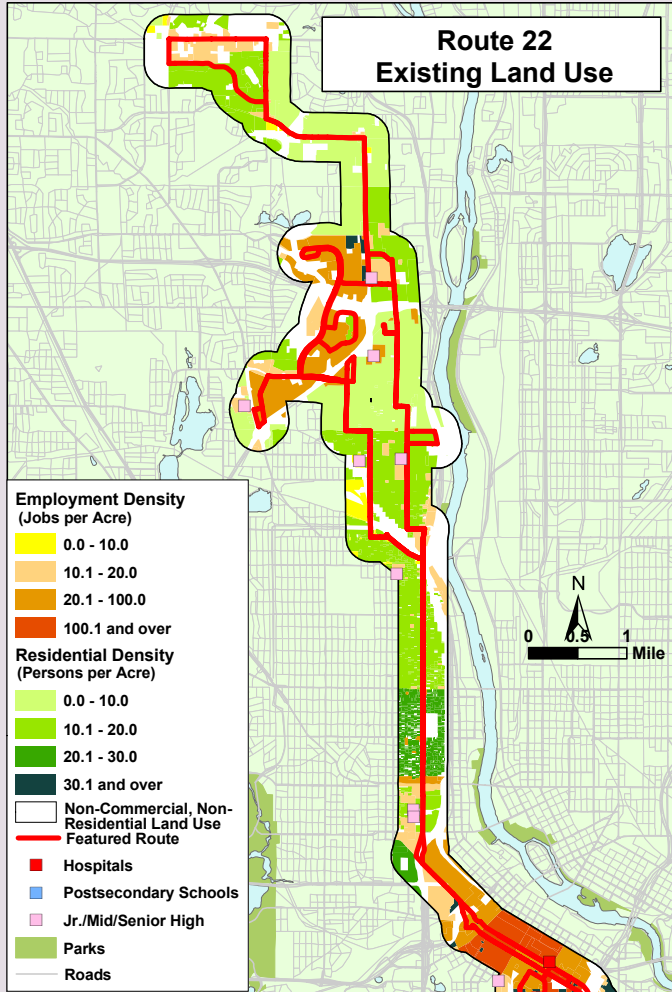 Route 22
Existing Land Use
Employment Density
(Jobs per Acre)
0.0 - 10.0
10.1 - 20.0
20.1 - 100.0
100.1 and over
Residential Density
(Persons per Acre)
0.0 - 10.0
10.1 - 20.0
20.1 - 30.0
30.1 and over
Non-Commercial, Non-
Residential Land Use
Featured Route
Hospitals
Postsecondary Schools
Jr./Mid/Senior High
Parks
Roads
N
0 0.5 1
Mile